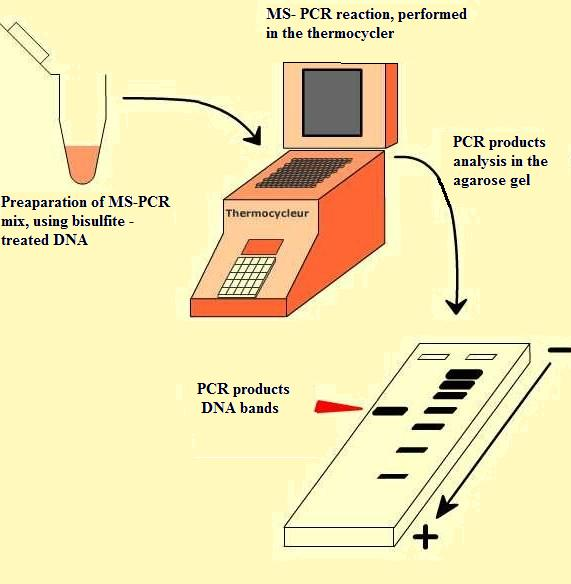 MS- PCR reaction, performed
in the thermocycler
PCR products
analysis in the
agarose gel
Preaparation of MS-PCR
mix, using bisulfite -
treated DNA
Thermocycleur
PCR products
DNA bands
−
+